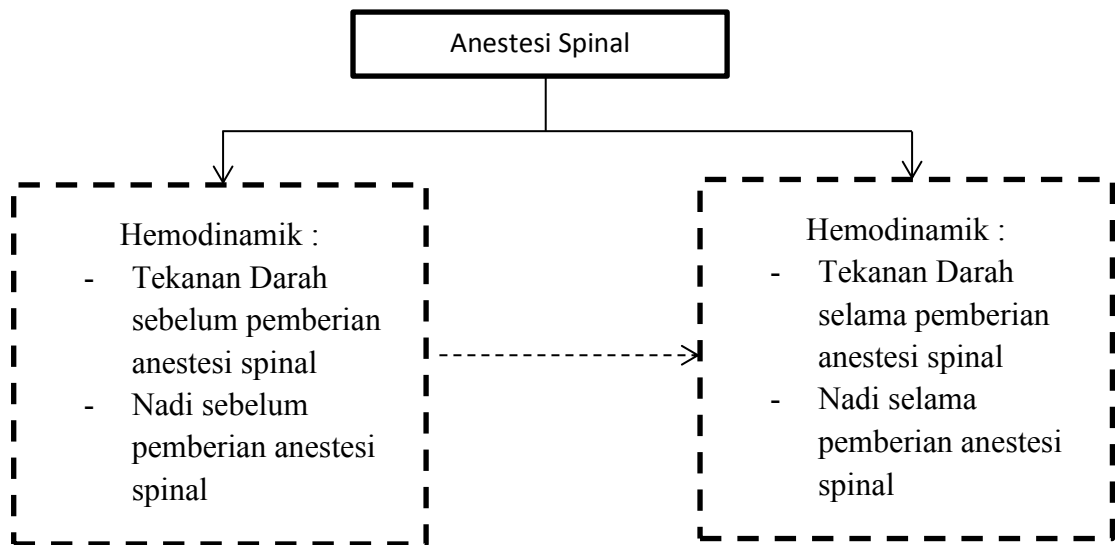 Anestesi Spinal
Hemodinamik :
- Tekanan Darah
sebelum pemberian
anestesi spinal
- Nadi sebelum
pemberian anestesi
spinal
Hemodinamik :
- Tekanan Darah
selama pemberian
anestesi spinal
- Nadi selama
pemberian anestesi
spinal